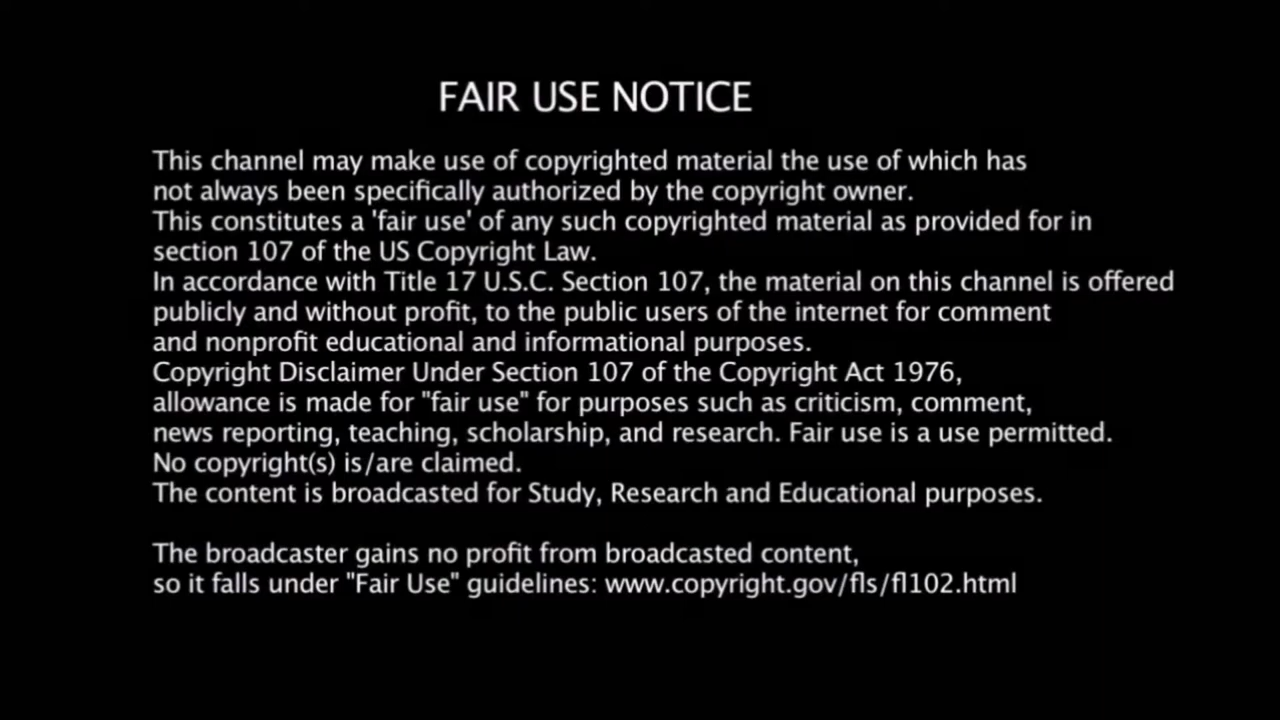 FAIR USE NOTICE
This channel may make use of copyrighted material the use of which has
not always been specifically authorized by the copyright owner.
This constitutes a 'fair use' of any such copyrighted material as provided for in
section 107 of the US Copyright Law.
In accordance with Title 17 U.S.C. Section 107, the material on this channel is offered
publicly and without profit, to the public users of the internet for comment
and nonprofit educational and informational purposes.
Copyright Disclaimer Under Section 107 of the Copyright Act 1976,
allowance is made for "fair use" for purposes such as criticism, comment,
news reporting, teaching, scholarship, and research. Fair use is a use permitted.
No copyright(s) is/are claimed.
The content is broadcasted for Study, Research and Educational purposes.
The broadcaster gains no profit from broadcasted content,
so it falls under "Fair Use" guidelines: www.copyright.gov/fls/fl102.html